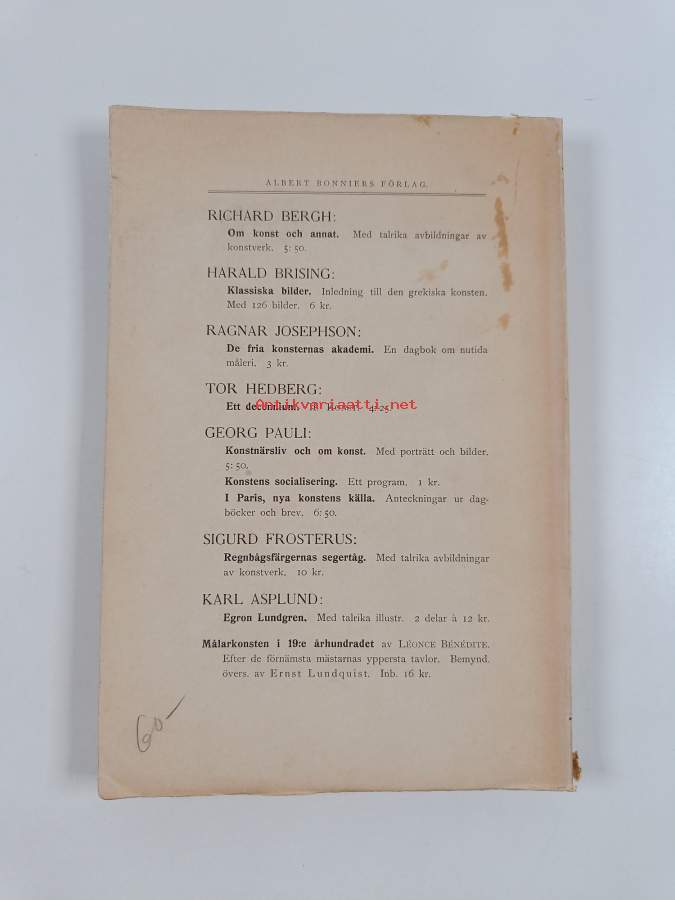 ALBERT BONNIERS FÖRLAG.
RICHARD BERGH:
Om konst och annat. Med talrika avbildningar av
konstverk. 5: 50.
HARALD BRISING:
Klassiska bilder. Inledning till den grekiska konsten.
Med 126 bilder. 6 kr.
RAGNAR JOSEPHSON:
De fria konsternas akademi. En dagbok om nutida
måleri. 3 kr.
TOR HEDBERG:
Ett decennium. 4: 25.
Antikvariaatti.net
GEORG PAULI:
Konstnärsliv och om konst. Med porträtt och bilder.
5: 50.
Konstens socialisering. Ett program. 1 kr.
I Paris, nya konstens källa. Anteckningar ur dag-
böcker och brev. 6: 50.
SIGURD FROSTERUS:
Regnbågsfärgernas segertåg. Med talrika avbildningar
av konstverk. 10 kr.
KARL ASPLUND:
Egron Lundgren. Med talrika illustr. 2 delar à 12 kr.
Målarkonsten i 19:e århundradet av LÉONCE BÉNÉDITE.
Efter de förnämsta mästarnas yppersta tavlor. Bemynd.
övers. av Ernst Lundquist. Inb. 16 kr.
60-